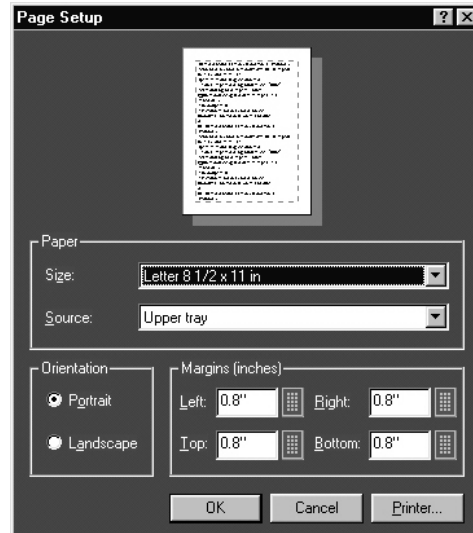 Page Setup
Paper
Size: Letter 8 1/2 x 11 in
Source: Upper tray
Orientation
Portrait
Landscape
Margins (inches)
Left: 0.8" Right: 0.8"
Top: 0.8" Bottom: 0.8"
OK Cancel Printer...